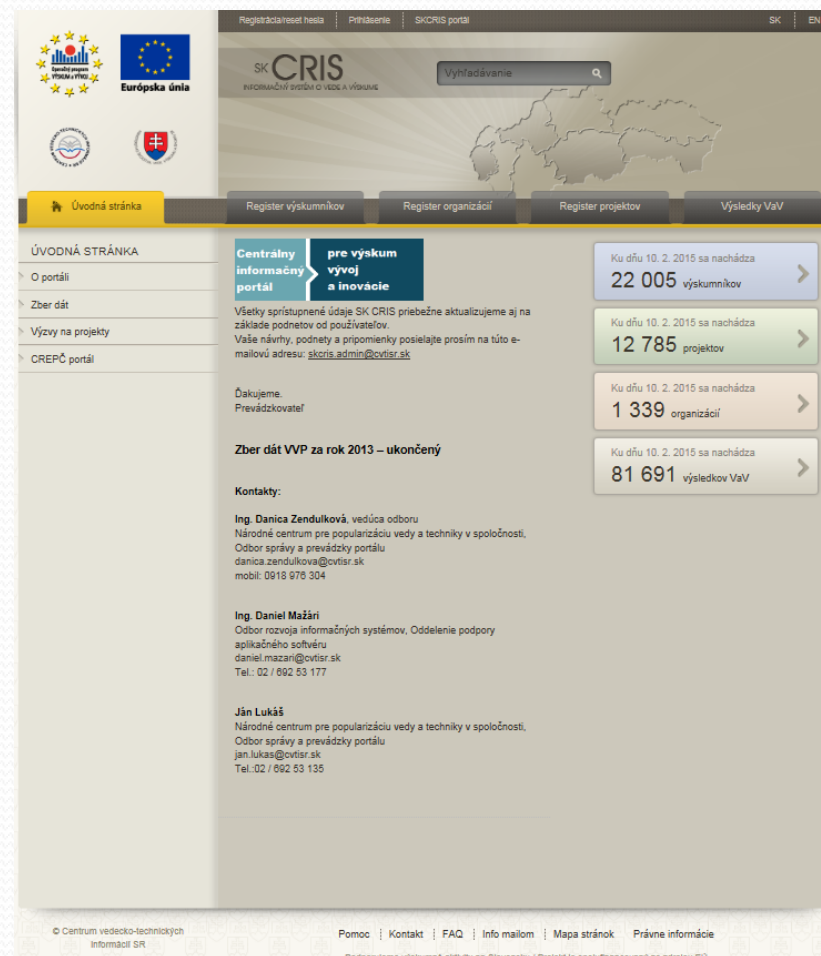 Registrácia/reset hesla
Prihlásenie
SKCRIS portál
SK
EN
Operačný program
VÝSKUM a VÝVOJ
Európska únia
SK CRIS
INFORMAČNÝ SYSTÉM O VEDE A VÝSKUME
Vyhľadávanie
Úvodná stránka
Register výskumníkov
Register organizácií
Register projektov
Výsledky VaV
ÚVODNÁ STRÁNKA
O portáli
Zber dát
Výzvy na projekty
CREPČ portál
Centrálny
informačný
portál
pre výskum
vývoj
a inovácie
Všetky sprístupnené údaje SK CRIS priebežne aktualizujeme aj na
základe podnetov od používateľov.
Vaše návrhy, podnety a pripomienky posielajte prosím na túto e-
mailovú adresu: skcris.admin@cvtisr.sk
Ďakujeme.
Prevádzkovateľ
Zber dát VVP za rok 2013 – ukončený
Kontakty:
Ing. Danica Zendulková, vedúca odboru
Národné centrum pre popularizáciu vedy a techniky v spoločnosti,
Odbor správy a prevádzky portálu
danica.zendulkova@cvtisr.sk
mobil: 0918 976 304
Ing. Daniel Mažári
Odbor rozvoja informačných systémov, Oddelenie podpory
aplikačného softvéru
daniel.mazari@cvtisr.sk
Tel.: 02 / 692 53 177
Ján Lukáš
Národné centrum pre popularizáciu vedy a techniky v spoločnosti,
Odbor správy a prevádzky portálu
jan.lukas@cvtisr.sk
Tel.:02 / 692 53 135
Ku dňu 10. 2. 2015 sa nachádza
22 005 výskumníkov
Ku dňu 10. 2. 2015 sa nachádza
12 785 projektov
Ku dňu 10. 2. 2015 sa nachádza
1 339 organizácií
Ku dňu 10. 2. 2015 sa nachádza
81 691 výsledkov VaV
© Centrum vedecko-technických
informácií SR
Pomoc
Kontakt
FAQ
Info mailom
Mapa stránok
Právne informácie